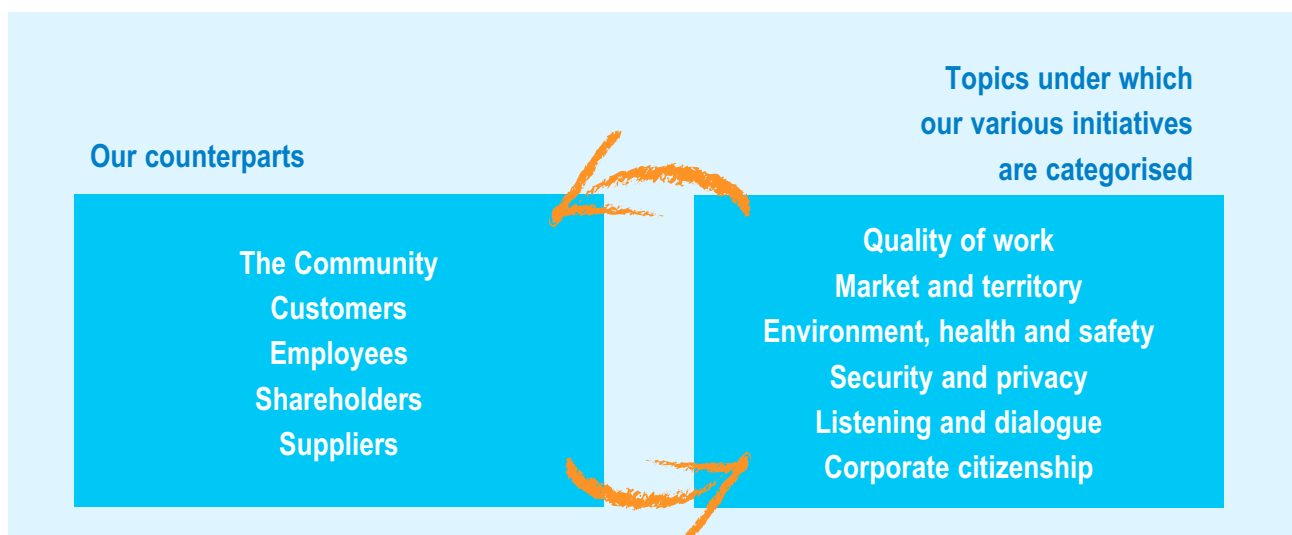 Our counterparts
The Community
Customers
Employees
Shareholders
Suppliers
Topics under which
our various initiatives
are categorised
Quality of work
Market and territory
Environment, health and safety
Security and privacy
Listening and dialogue
Corporate citizenship